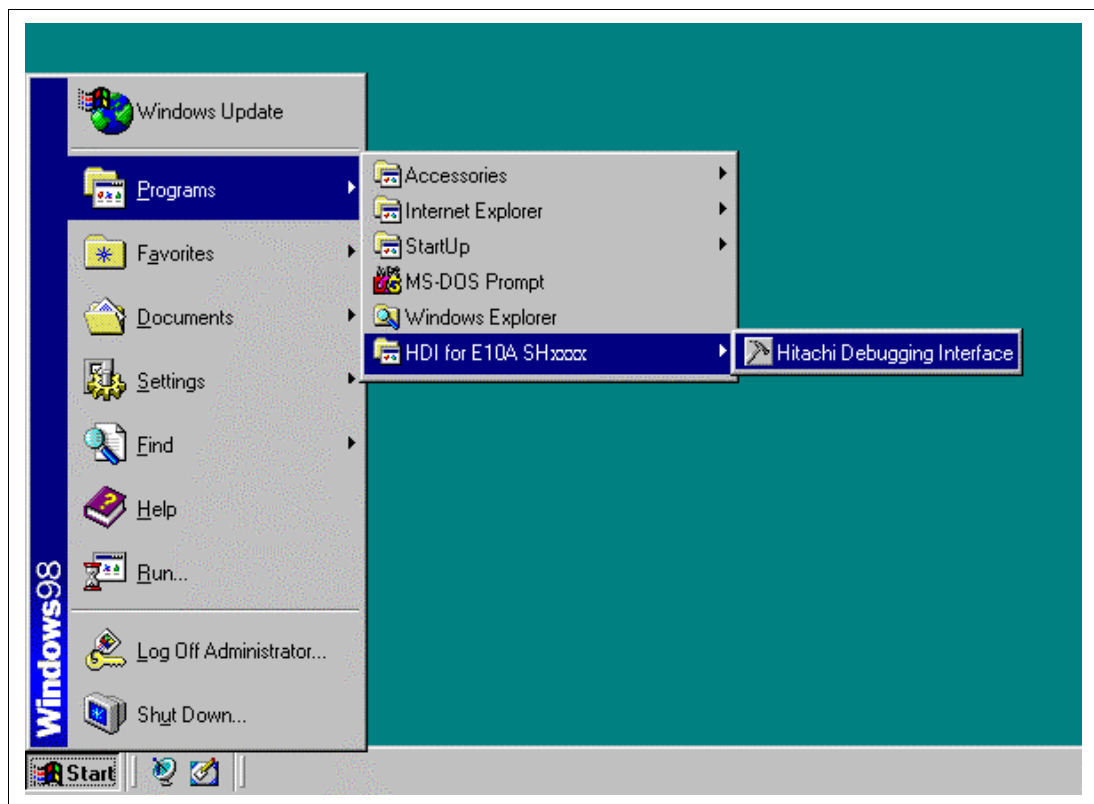 Windows Update
Programs
Favorites
Documents
Settings
Find
Help
Run...
Log Off Administrator...
Shut Down...
Windows98
Accessories
Internet Explorer
StartUp
MS-DOS Prompt
Windows Explorer
HDI for E10A SHxxxx
Hitachi Debugging Interface
Start